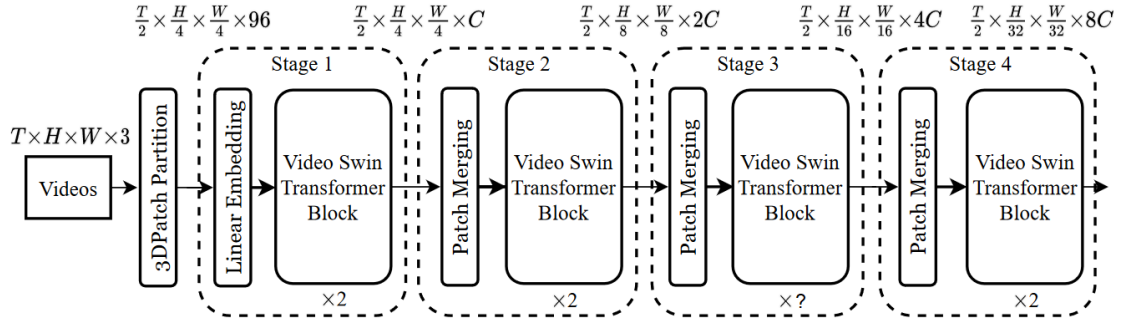 T/2 × H/4 × W/4 × 96
T/2 × H/4 × W/4 × C
T/2 × H/8 × W/8 × 2C
T/2 × H/16 × W/16 × 4C
T/2 × H/32 × W/32 × 8C
T×H×W×3
Videos
3DPatch Partition
Stage 1
Linear Embedding
Video Swin
Transformer
Block
×2
Stage 2
Patch Merging
Video Swin
Transformer
Block
×2
Stage 3
Patch Merging
Video Swin
Transformer
Block
×?
Stage 4
Patch Merging
Video Swin
Transformer
Block
×2